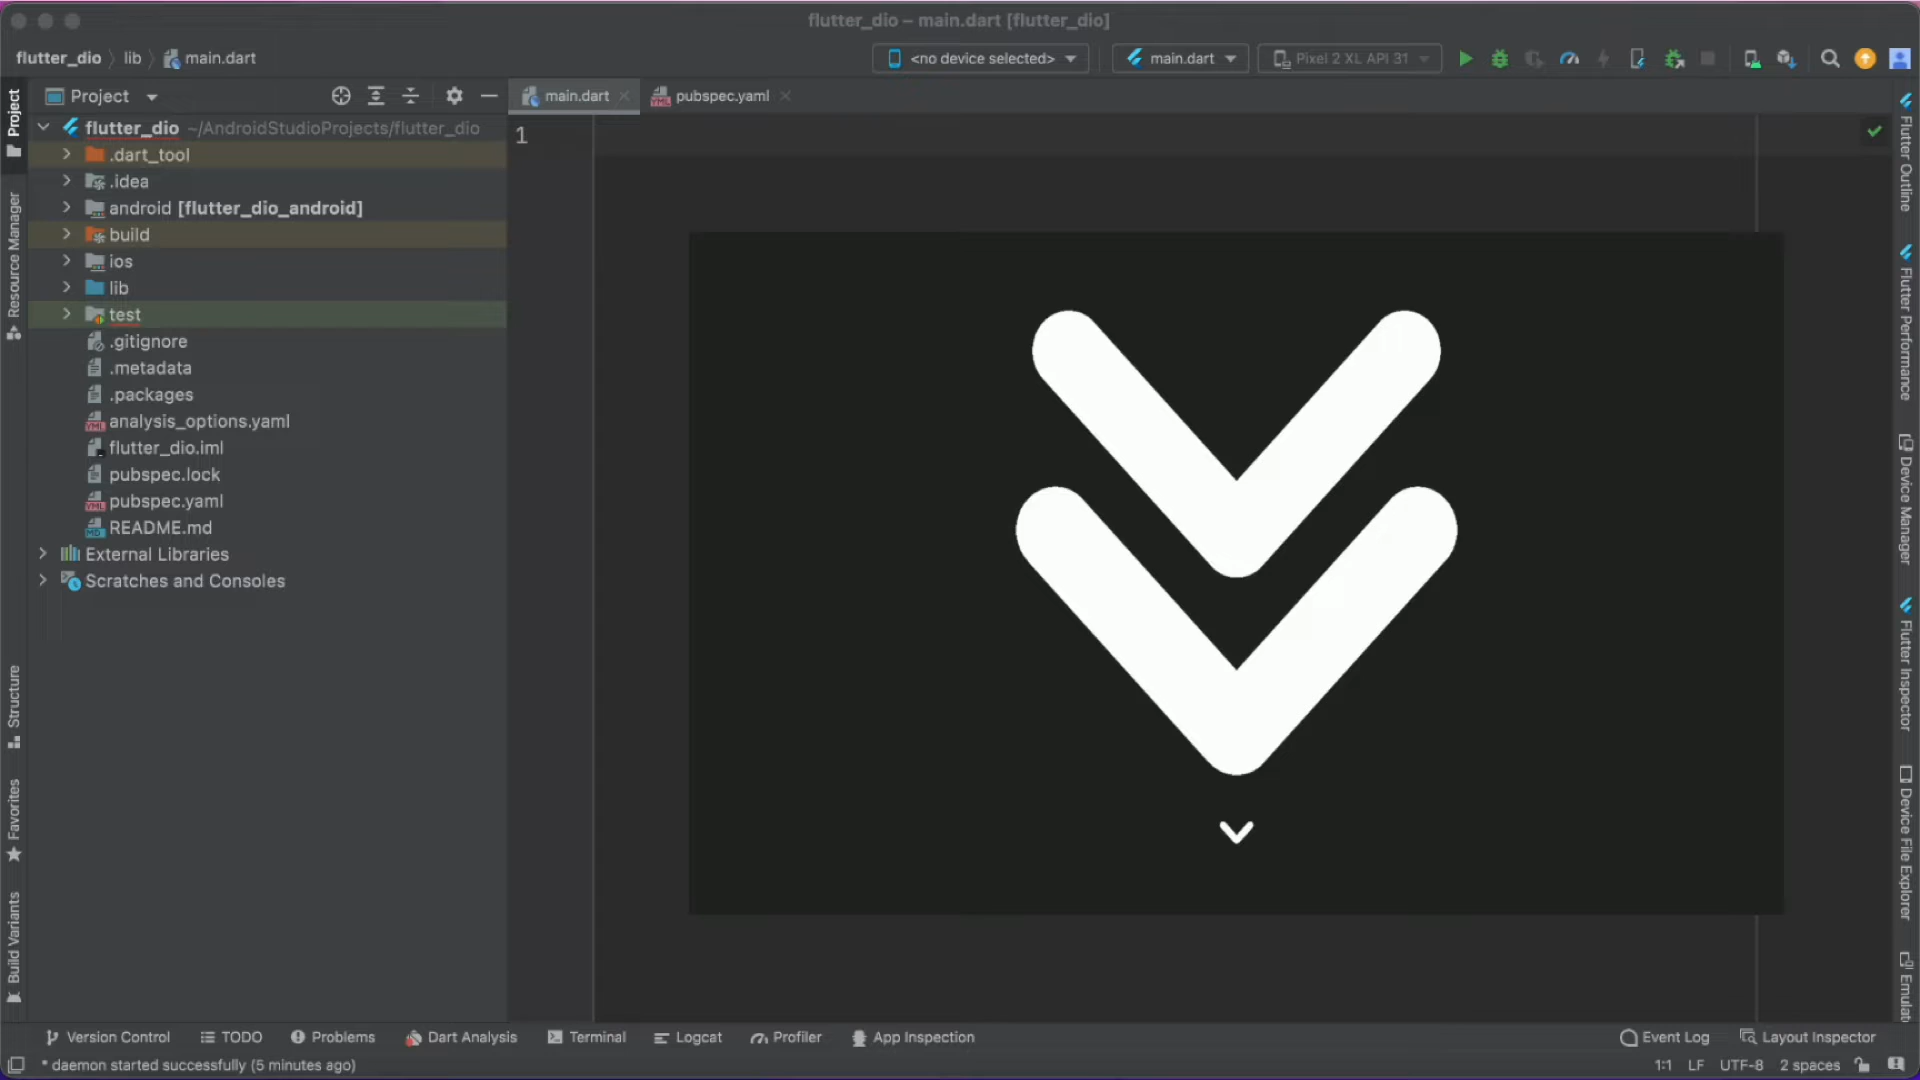 flutter_dio – main.dart [flutter_dio]
flutter_dio lib main.dart <no device selected> main.dart Pixel 2 XL API 31
Project main.dart pubspec.yaml
flutter_dio ~/AndroidStudioProjects/flutter_dio
1
.dart_tool
.idea
android [flutter_dio_android]
build
ios
lib
test
.gitignore
.metadata
.packages
analysis_options.yaml
flutter_dio.iml
pubspec.lock
pubspec.yaml
README.md
External Libraries
Scratches and Consoles
Project
Resource Manager
Structure
Favorites
Build Variants
Flutter Outline
Flutter Performance
Device Manager
Flutter Inspector
Device File Explorer
Version Control TODO Problems Dart Analysis Terminal Logcat Profiler App Inspection Event Log Layout Inspector
* daemon started successfully (5 minutes ago) 1:1 LF UTF-8 2 spaces